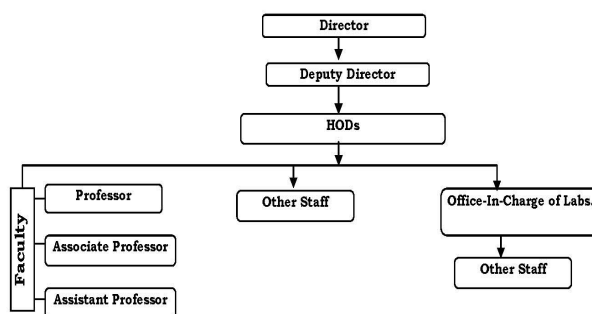 Director
Deputy Director
HODs
Faculty
Professor
Associate Professor
Assistant Professor
Other Staff
Office-In-Charge of Labs.
Other Staff